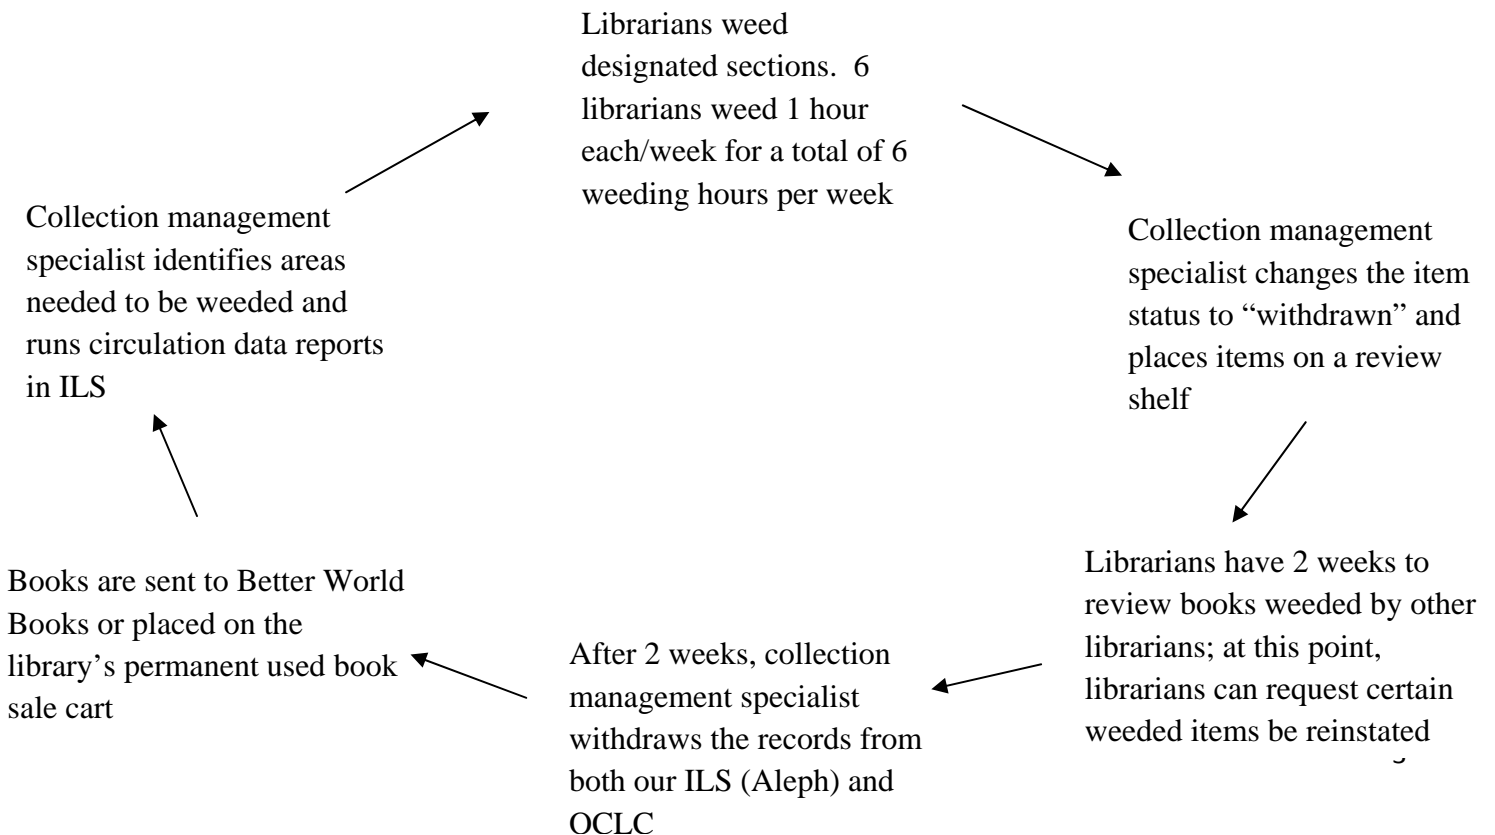 Librarians weed
designated sections.  6
librarians weed 1 hour
each/week for a total of 6
weeding hours per week
Collection management
specialist changes the item
status to “withdrawn” and
places items on a review
shelf
Librarians have 2 weeks to
review books weeded by other
librarians; at this point,
librarians can request certain
weeded items be reinstated
After 2 weeks, collection
management specialist
withdraws the records from
both our ILS (Aleph) and
OCLC
Books are sent to Better World
Books or placed on the
library’s permanent used book
sale cart
Collection management
specialist identifies areas
needed to be weeded and
runs circulation data reports
in ILS